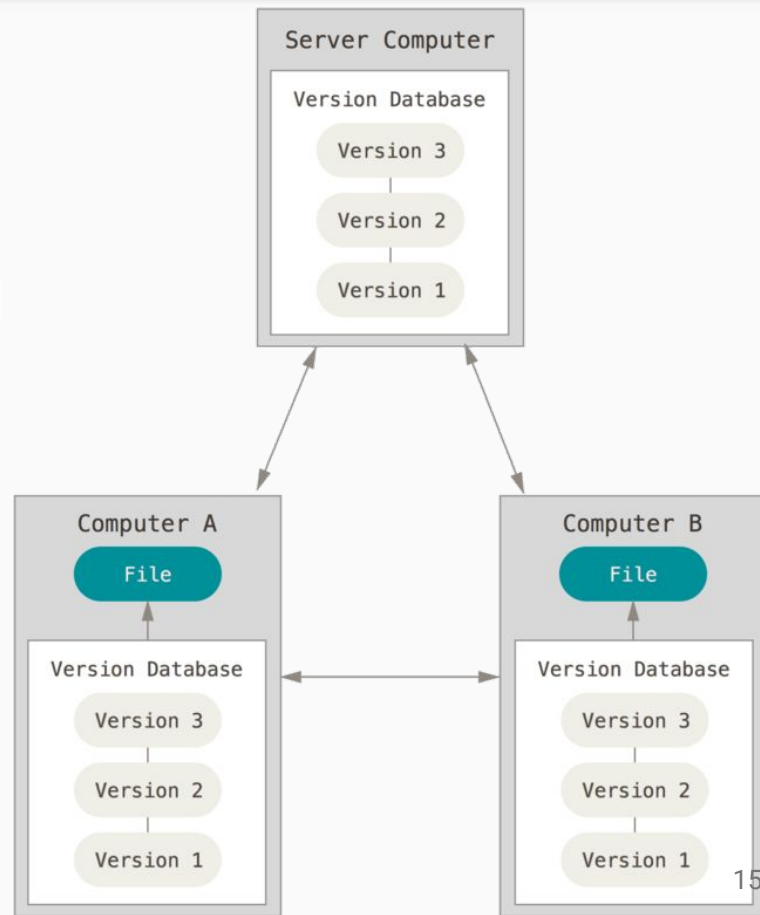 Server Computer
Version Database
Version 3
Version 2
Version 1
Computer A
File
Version Database
Version 3
Version 2
Version 1
Computer B
File
Version Database
Version 3
Version 2
Version 1
15